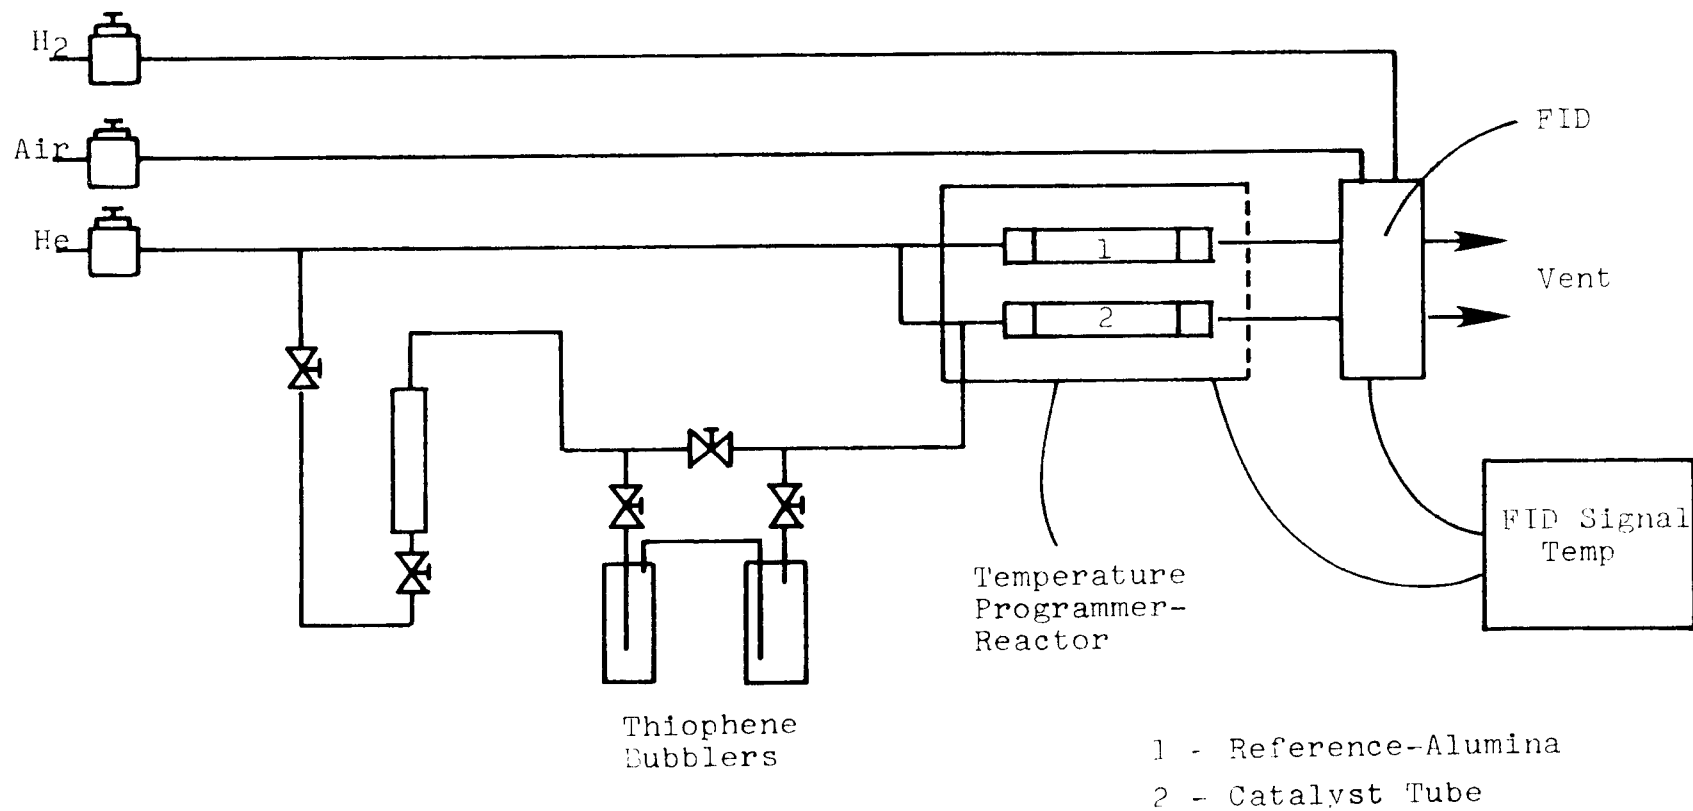 H2
Air
He
FID
1
2
Vent
FID Signal
Temp
Temperature
Programmer-
Reactor
Thiophene
Bubblers
1 - Reference-Alumina
2 - Catalyst Tube